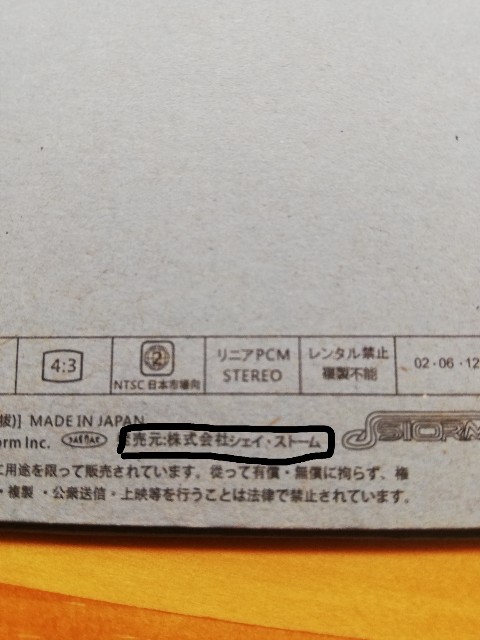 4:3
2
NTSC 日本市場向
リニアPCM
STEREO
レンタル禁止
複製不能
02・06・12
抜)] MADE IN JAPAN
orm Inc. 売元:株式会社ジェイ・ストーム J STORM
に用途を限って販売されています。従って有償・無償に拘らず、権
・複製・公衆送信・上映等を行うことは法律で禁止されています。